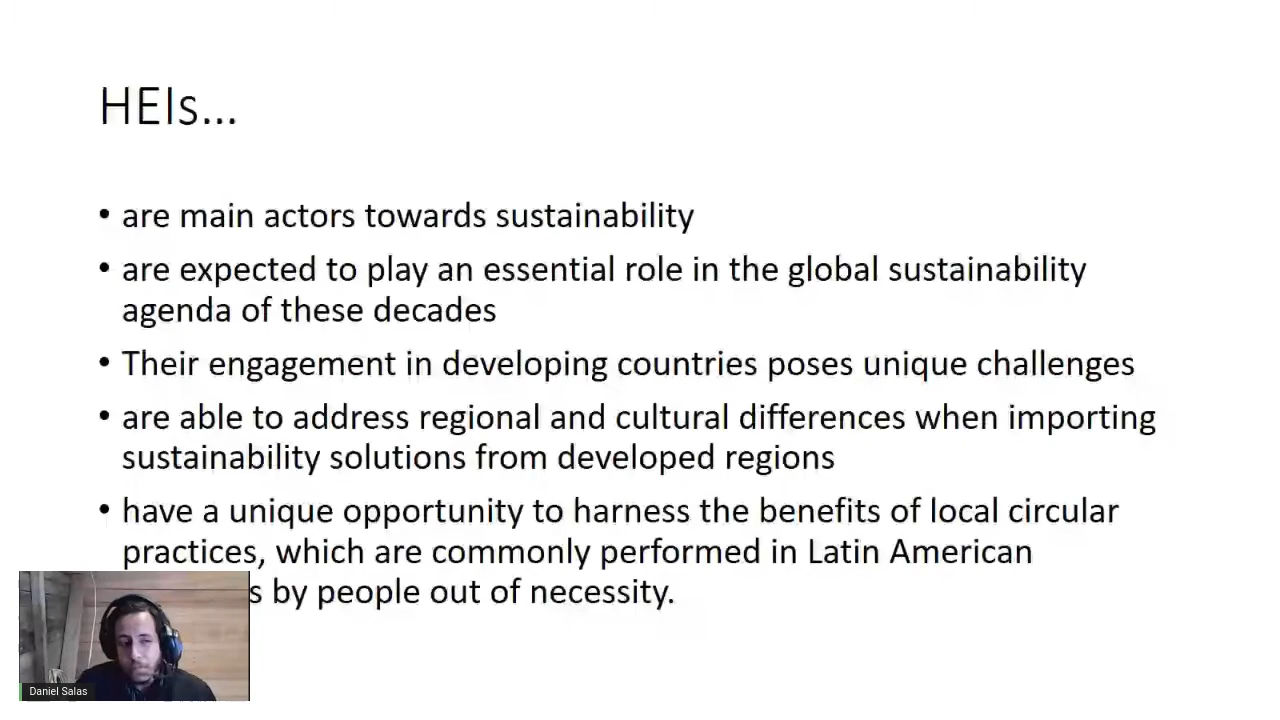 HEIs...
• are main actors towards sustainability
• are expected to play an essential role in the global sustainability
agenda of these decades
• Their engagement in developing countries poses unique challenges
• are able to address regional and cultural differences when importing
sustainability solutions from developed regions
• have a unique opportunity to harness the benefits of local circular
practices, which are commonly performed in Latin American
by people out of necessity.
Daniel Salas